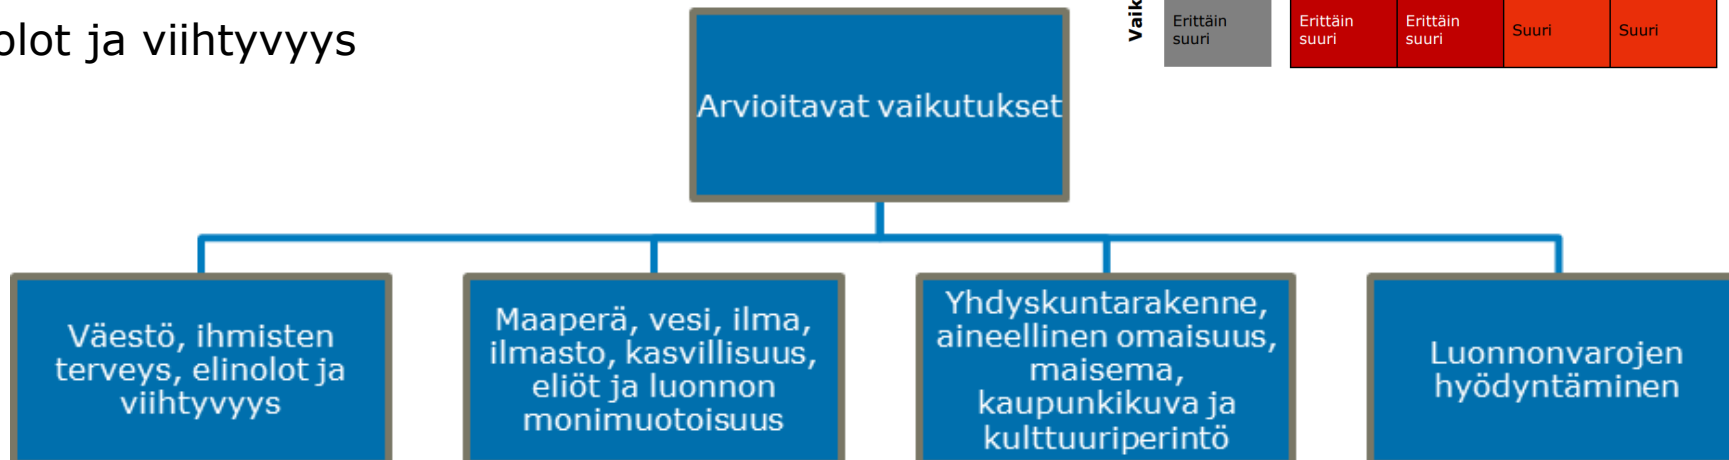 olot ja viihtyvyys
Vaik
Erittäin
suuri
Erittäin
suuri
Erittäin
suuri
Suuri
Suuri
Arvioitavat vaikutukset
Väestö, ihmisten
terveys, elinolot ja
viihtyvyys
Maaperä, vesi, ilma,
ilmasto, kasvillisuus,
eliöt ja luonnon
monimuotoisuus
Yhdyskuntarakenne,
aineellinen omaisuus,
maisema,
kaupunkikuva ja
kulttuuriperintö
Luonnonvarojen
hyödyntäminen